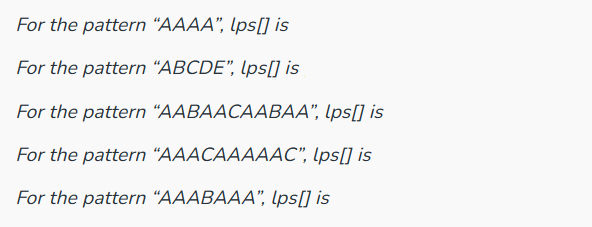 For the pattern “AAAA”, lps[] is
For the pattern “ABCDE”, lps[] is
For the pattern “AABAACAABAA”, lps[] is
For the pattern “AAACAAAAAC”, lps[] is
For the pattern “AAABAAA”, lps[] is